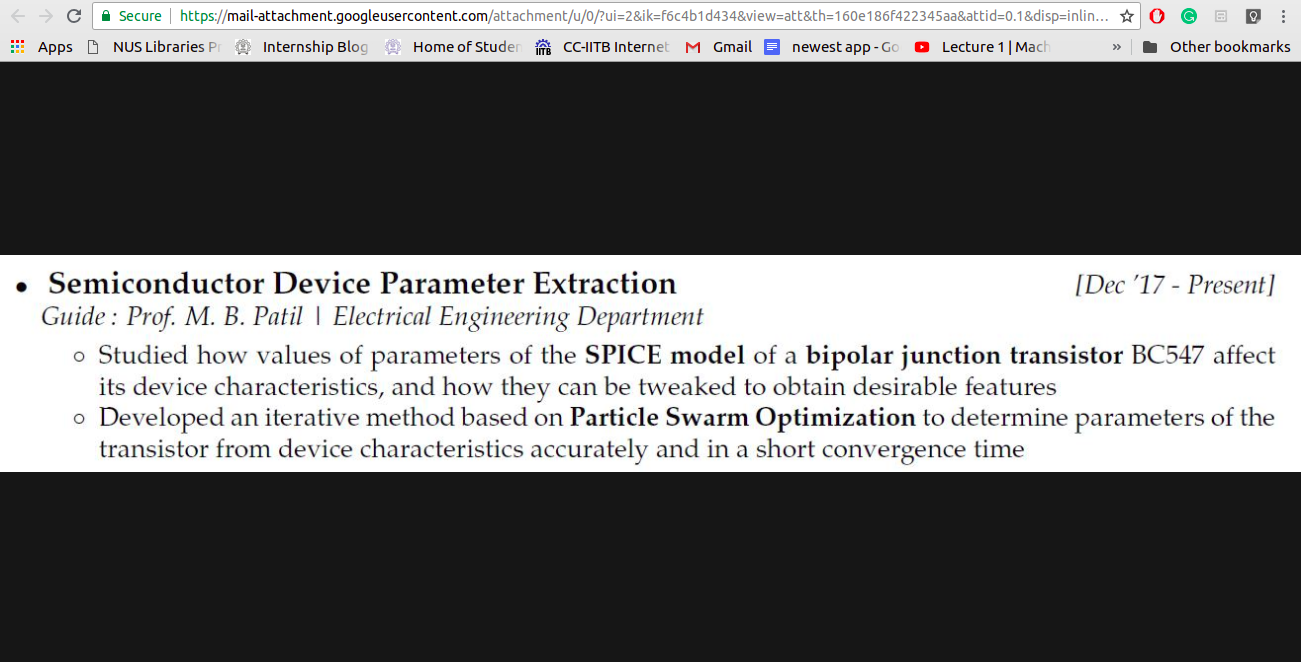 Secure https://mail-attachment.googleusercontent.com/attachment/u/0/?ui=2&ik=f6c4b1d434&view=att&th=160e186f422345aa&attid=0.1&disp=inlin...
Apps NUS Libraries Internship Blog Home of CC-IITB Internet Gmail newest app - Lecture 1 | » Other bookmarks
• Semiconductor Device Parameter Extraction [Dec ’17 - Present]
Guide : Prof. M. B. Patil | Electrical Engineering Department
○ Studied how values of parameters of the SPICE model of a bipolar junction transistor BC547 affect
its device characteristics, and how they can be tweaked to obtain desirable features
○ Developed an iterative method based on Particle Swarm Optimization to determine parameters of the
transistor from device characteristics accurately and in a short convergence time